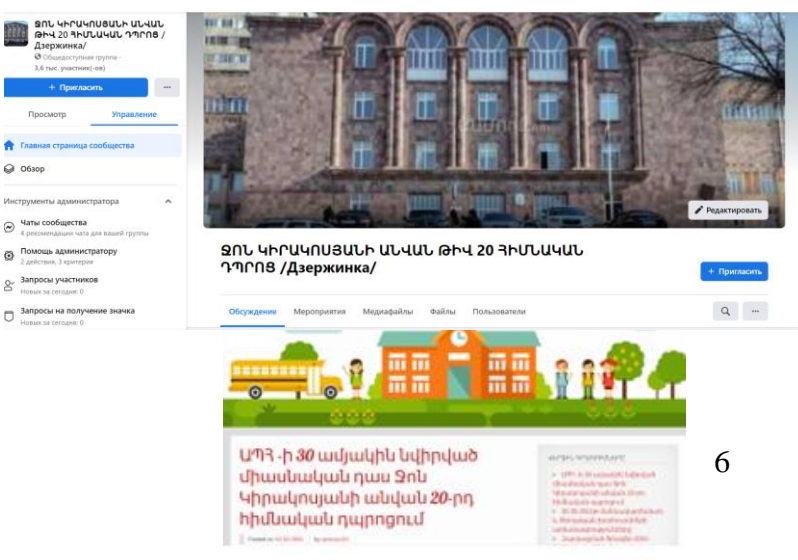 ՋՈՆ ԿԻՐԱԿՈՍՅԱՆԻ ԱՆՎԱՆ
ԹԻՎ 20 ՀԻՄՆԱԿԱՆ ԴՊՐՈՑ /
Дзержинка/
Общедоступная группа ·
3,6 тыс. участник(-ов)
+ Пригласить
Просмотр Управление
Главная страница сообщества
Обзор
Инструменты администратора
Чаты сообщества
4 рекомендации чата для вашей группы
Помощь администратору
2 действия, 3 критерия
Запросы участников
Новых за сегодня: 0
Запросы на получение значка
Новых за сегодня: 0
Редактировать
ՋՈՆ ԿԻՐԱԿՈՍՅԱՆԻ ԱՆՎԱՆ ԹԻՎ 20 ՀԻՄՆԱԿԱՆ
ԴՊՐՈՑ /Дзержинка/
+ Пригласить
Обсуждение Мероприятия Медиафайлы Файлы Пользователи
ԱՊՀ -ի 30 ամյակին նվիրված
միասնական դաս Ջոն
Կիրակոսյանի անվան 20-րդ
հիմնական դպրոցում
Posted on
6